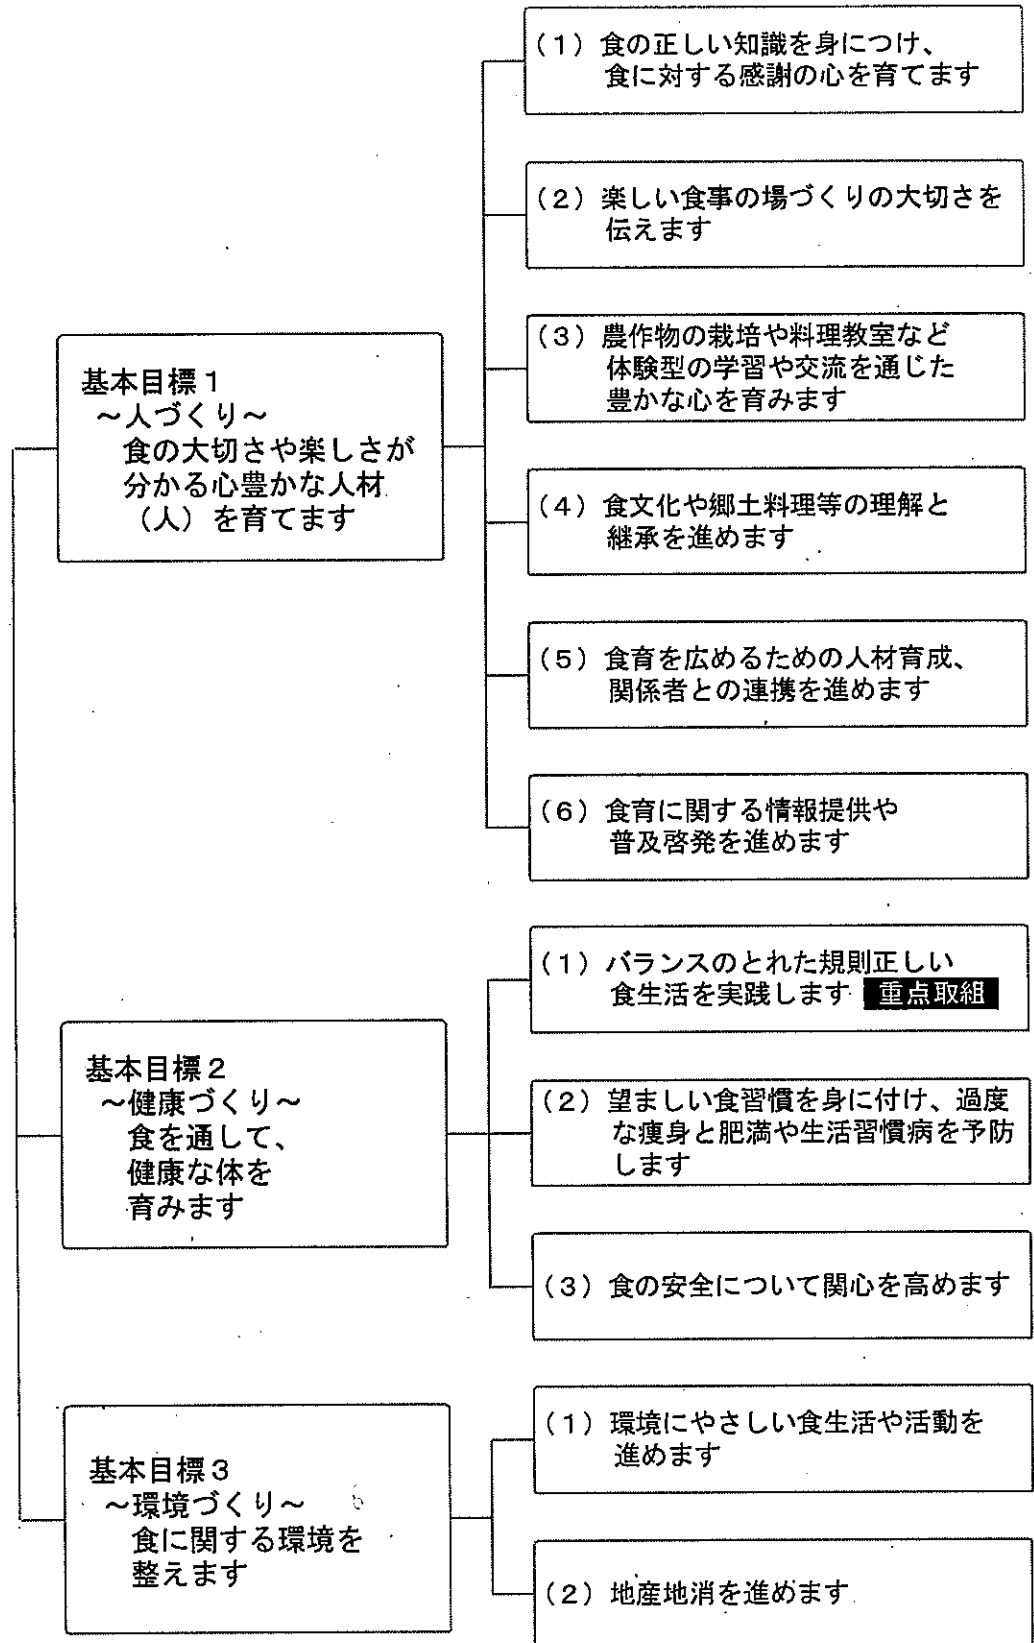 基本目標１
～人づくり～
食の大切さや楽しさが
分かる心豊かな人材
（人）を育てます
（１）食の正しい知識を身につけ、
食に対する感謝の心を育てます
（２）楽しい食事の場づくりの大切さを
伝えます
（３）農作物の栽培や料理教室など
体験型の学習や交流を通じた
豊かな心を育みます
（４）食文化や郷土料理等の理解と
継承を進めます
（５）食育を広めるための人材育成、
関係者との連携を進めます
（６）食育に関する情報提供や
普及啓発を進めます
基本目標２
～健康づくり～
食を通して、
健康な体を
育みます
（１）バランスのとれた規則正しい
食生活を実践します 重点取組
（２）望ましい食習慣を身に付け、過度
な痩身と肥満や生活習慣病を予防
します
（３）食の安全について関心を高めます
基本目標３
～環境づくり～
食に関する環境を
整えます
（１）環境にやさしい食生活や活動を
進めます
（２）地産地消を進めます